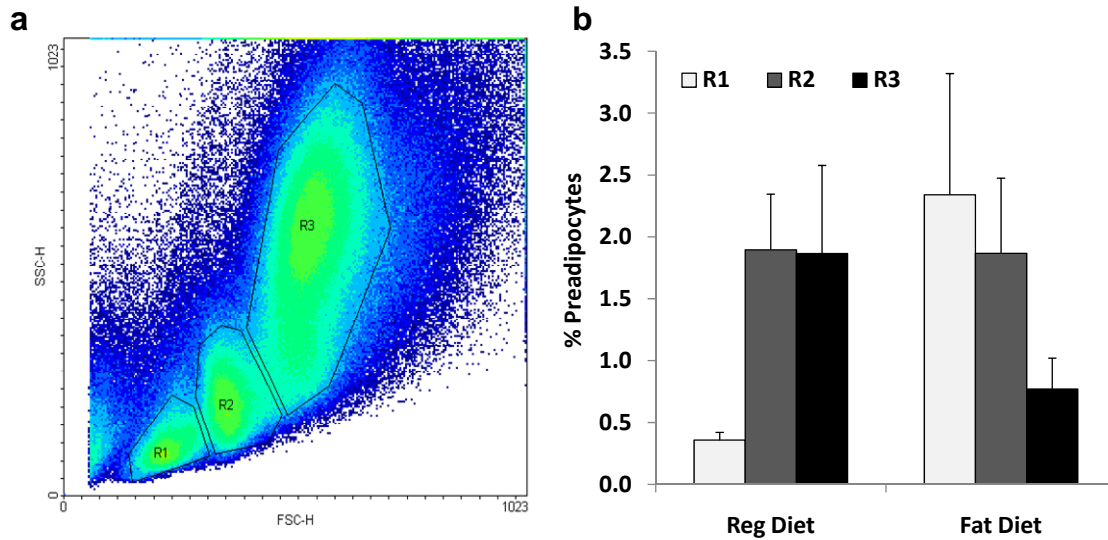 a
1023
SSC-H
R3
R2
R1
0
0
FSC-H
1023
b
3.5
3.0
2.5
2.0
1.5
1.0
0.5
0.0
% Preadipocytes
R1 R2 R3
Reg Diet Fat Diet